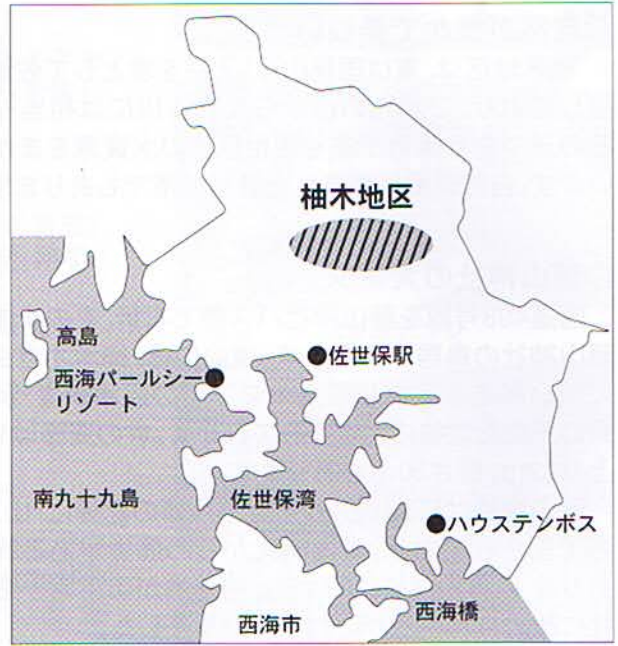 柚木地区
高島
佐世保駅
西海パールシー
リゾート
南九十九島
佐世保湾
ハウステンボス
西海橋
西海市